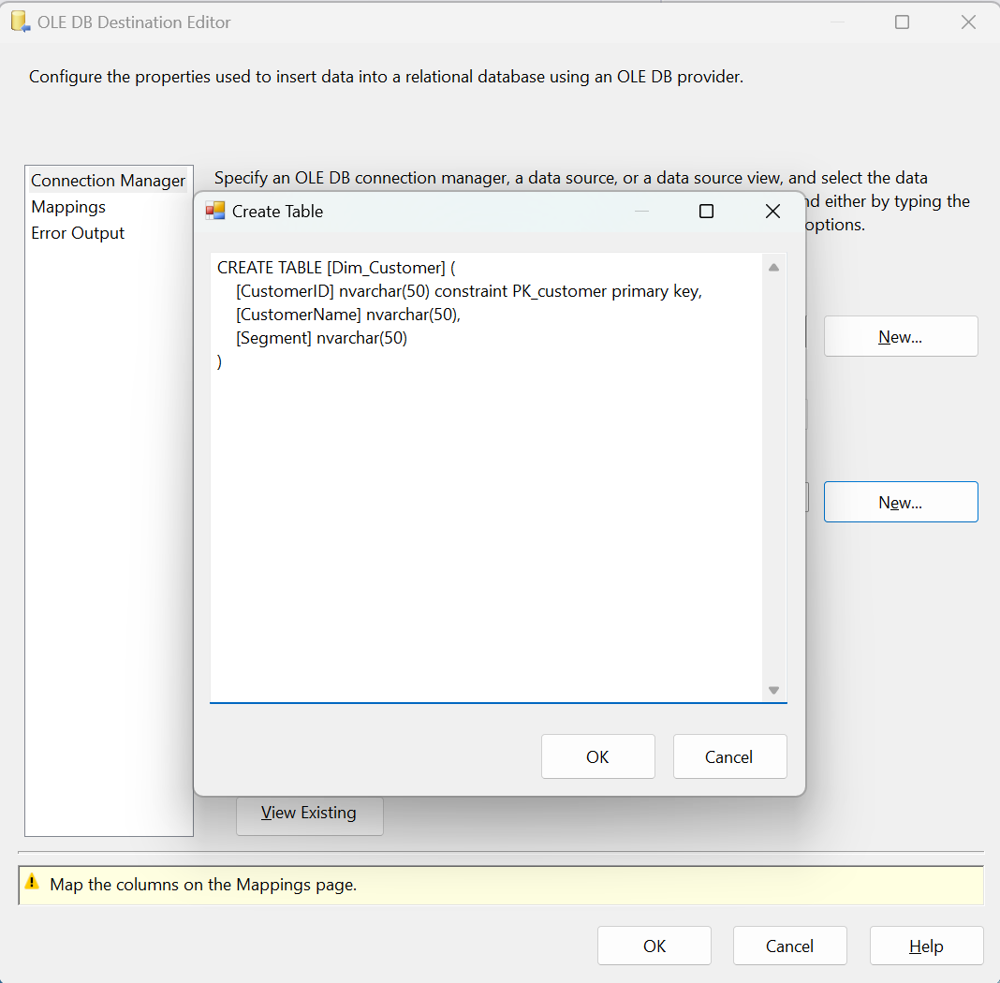 OLE DB Destination Editor
Configure the properties used to insert data into a relational database using an OLE DB provider.
Connection Manager
Mappings
Error Output
Specify an OLE DB connection manager, a data source, or a data source view, and select the data
either by typing the
options.
Create Table
CREATE TABLE [Dim_Customer] (
[CustomerID] nvarchar(50) constraint PK_customer primary key,
[CustomerName] nvarchar(50),
[Segment] nvarchar(50)
)
New...
New...
OK
Cancel
View Existing
Map the columns on the Mappings page.
OK
Cancel
Help